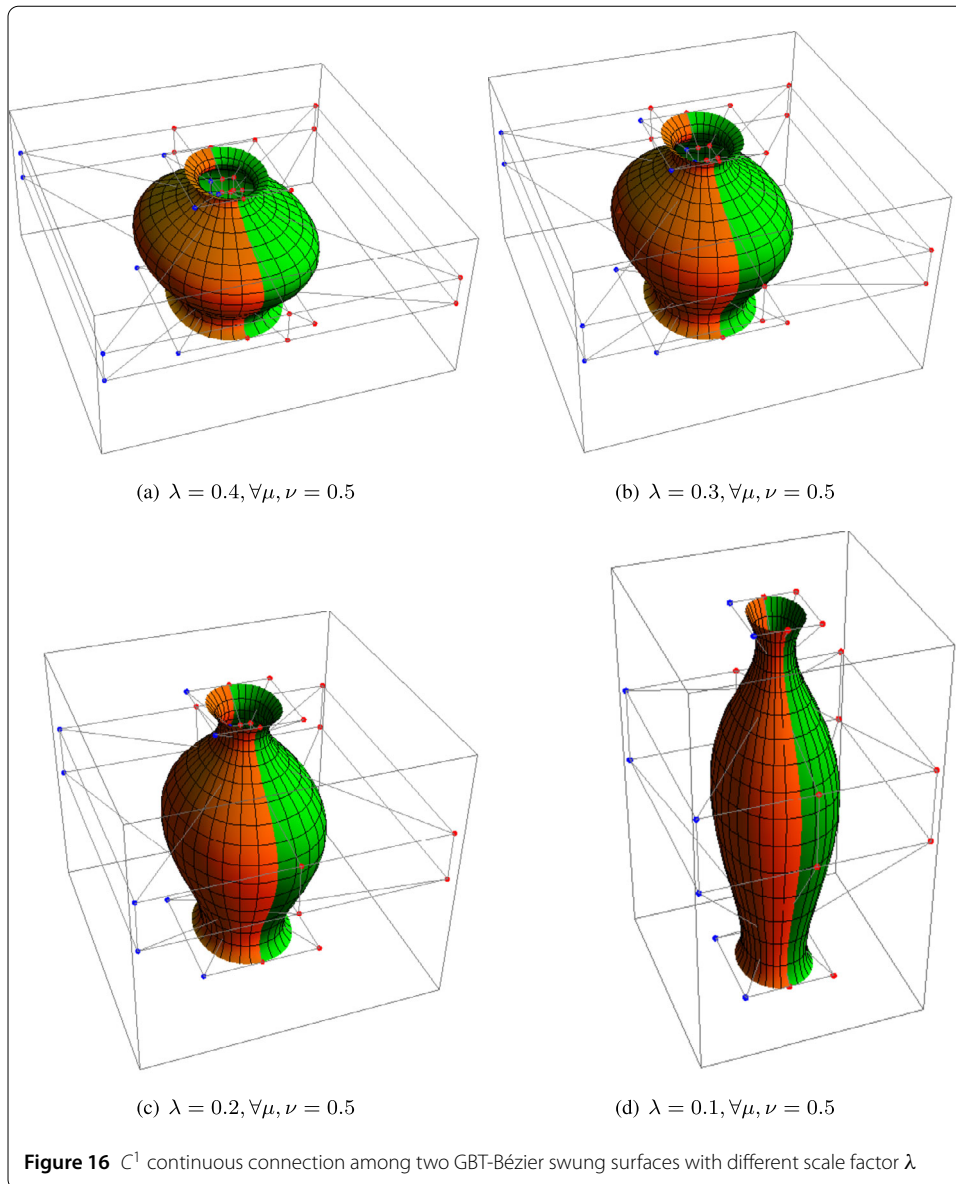 (a) λ = 0.4, ∀μ, ν = 0.5
(b) λ = 0.3, ∀μ, ν = 0.5
(c) λ = 0.2, ∀μ, ν = 0.5
(d) λ = 0.1, ∀μ, ν = 0.5
Figure 16 C¹ continuous connection among two GBT-Bézier swung surfaces with different scale factor λ